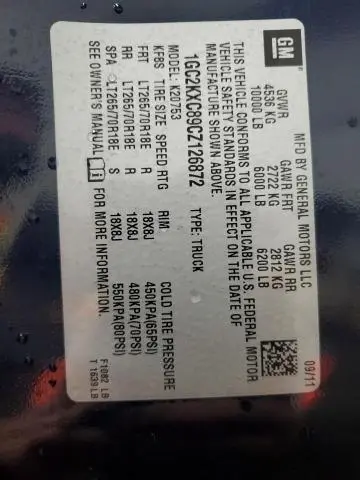 GM
MFD BY GENERAL MOTORS LLC
09/11
GVWR GAWR FRT GAWR RR
4536 KG 2722 KG 2812 KG
10000 LB 6000 LB 6200 LB
THIS VEHICLE CONFORMS TO ALL APPLICABLE U.S. FEDERAL MOTOR
VEHICLE SAFETY STANDARDS IN EFFECT ON THE DATE OF
MANUFACTURE SHOWN ABOVE.
1GC2KXC89CZ126872 TYPE: TRUCK
MODEL: K20753
KFBS TIRE SIZE SPEED RTG RIM: COLD TIRE PRESSURE
FRT LT265/70R18E R 18X8J 450KPA(65PSI)
RR LT265/70R18E R 18X8J 480KPA(70PSI)
SPA LT265/70R18E S 18X8J 550KPA(80PSI)
SEE OWNER'S MANUAL i FOR MORE INFORMATION.
F1082 LB
T 1639 LB